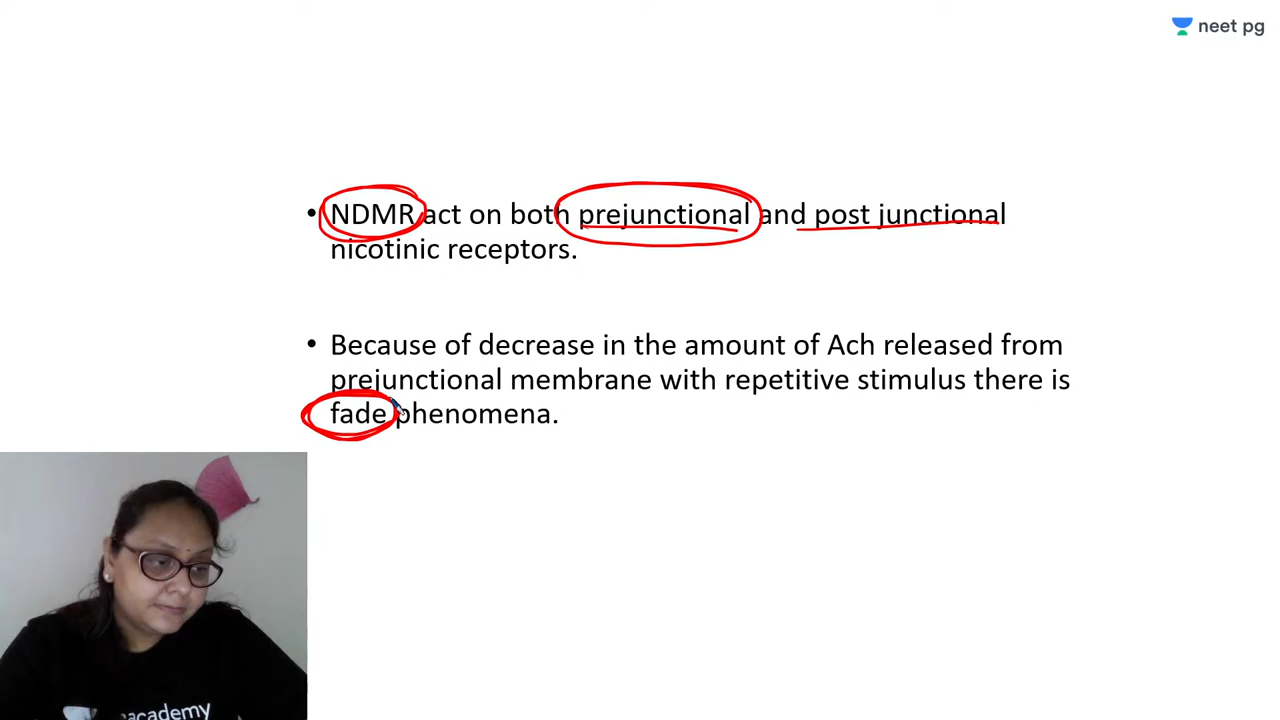 neet pg
• NDMR act on both prejunctional and post junctional
nicotinic receptors.
• Because of decrease in the amount of Ach released from
prejunctional membrane with repetitive stimulus there is
fade phenomena.
academy